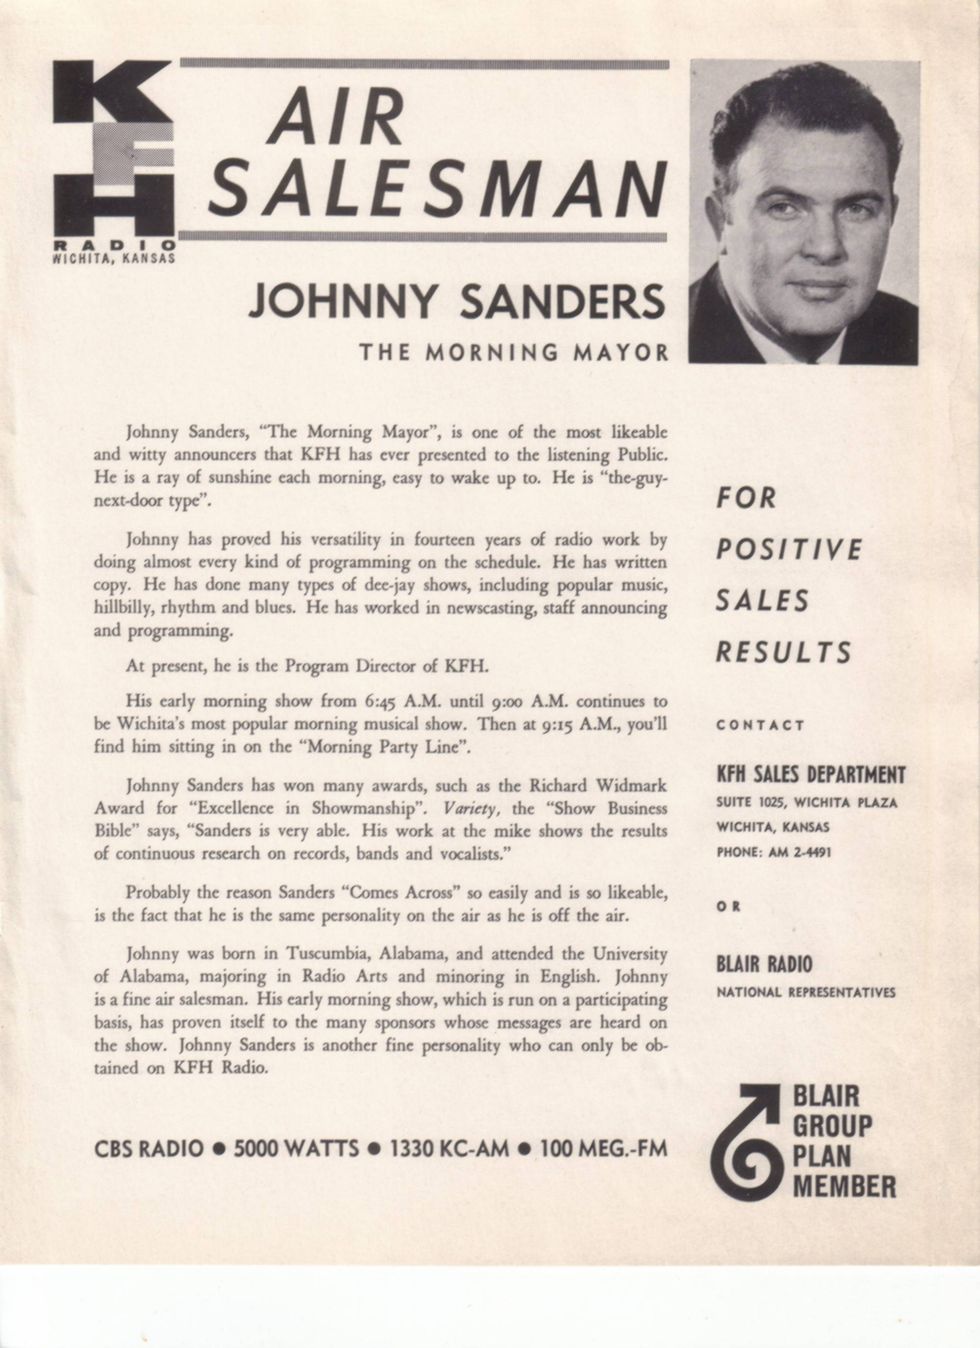 KFH
RADIO
WICHITA, KANSAS
AIR
SALESMAN
JOHNNY SANDERS
THE MORNING MAYOR
Johnny Sanders, "The Morning Mayor", is one of the most likeable
and witty announcers that KFH has ever presented to the listening Public.
He is a ray of sunshine each morning, easy to wake up to. He is "the-guy-
next-door type".
Johnny has proved his versatility in fourteen years of radio work by
doing almost every kind of programming on the schedule. He has written
copy. He has done many types of dee-jay shows, including popular music,
hillbilly, rhythm and blues. He has worked in newscasting, staff announcing
and programming.
At present, he is the Program Director of KFH.
His early morning show from 6:45 A.M. until 9:00 A.M. continues to
be Wichita's most popular morning musical show. Then at 9:15 A.M., you'll
find him sitting in on the "Morning Party Line".
Johnny Sanders has won many awards, such as the Richard Widmark
Award for "Excellence in Showmanship". Variety, the "Show Business
Bible" says, "Sanders is very able. His work at the mike shows the results
of continuous research on records, bands and vocalists."
Probably the reason Sanders "Comes Across" so easily and is so likeable,
is the fact that he is the same personality on the air as he is off the air.
Johnny was born in Tuscumbia, Alabama, and attended the University
of Alabama, majoring in Radio Arts and minoring in English. Johnny
is a fine air salesman. His early morning show, which is run on a participating
basis, has proven itself to the many sponsors whose messages are heard on
the show. Johnny Sanders is another fine personality who can only be ob-
tained on KFH Radio.
CBS RADIO ● 5000 WATTS ● 1330 KC-AM ● 100 MEG.-FM
FOR
POSITIVE
SALES
RESULTS
CONTACT
KFH SALES DEPARTMENT
SUITE 1025, WICHITA PLAZA
WICHITA, KANSAS
PHONE: AM 2-4491
OR
BLAIR RADIO
NATIONAL REPRESENTATIVES
BLAIR
GROUP
PLAN
MEMBER